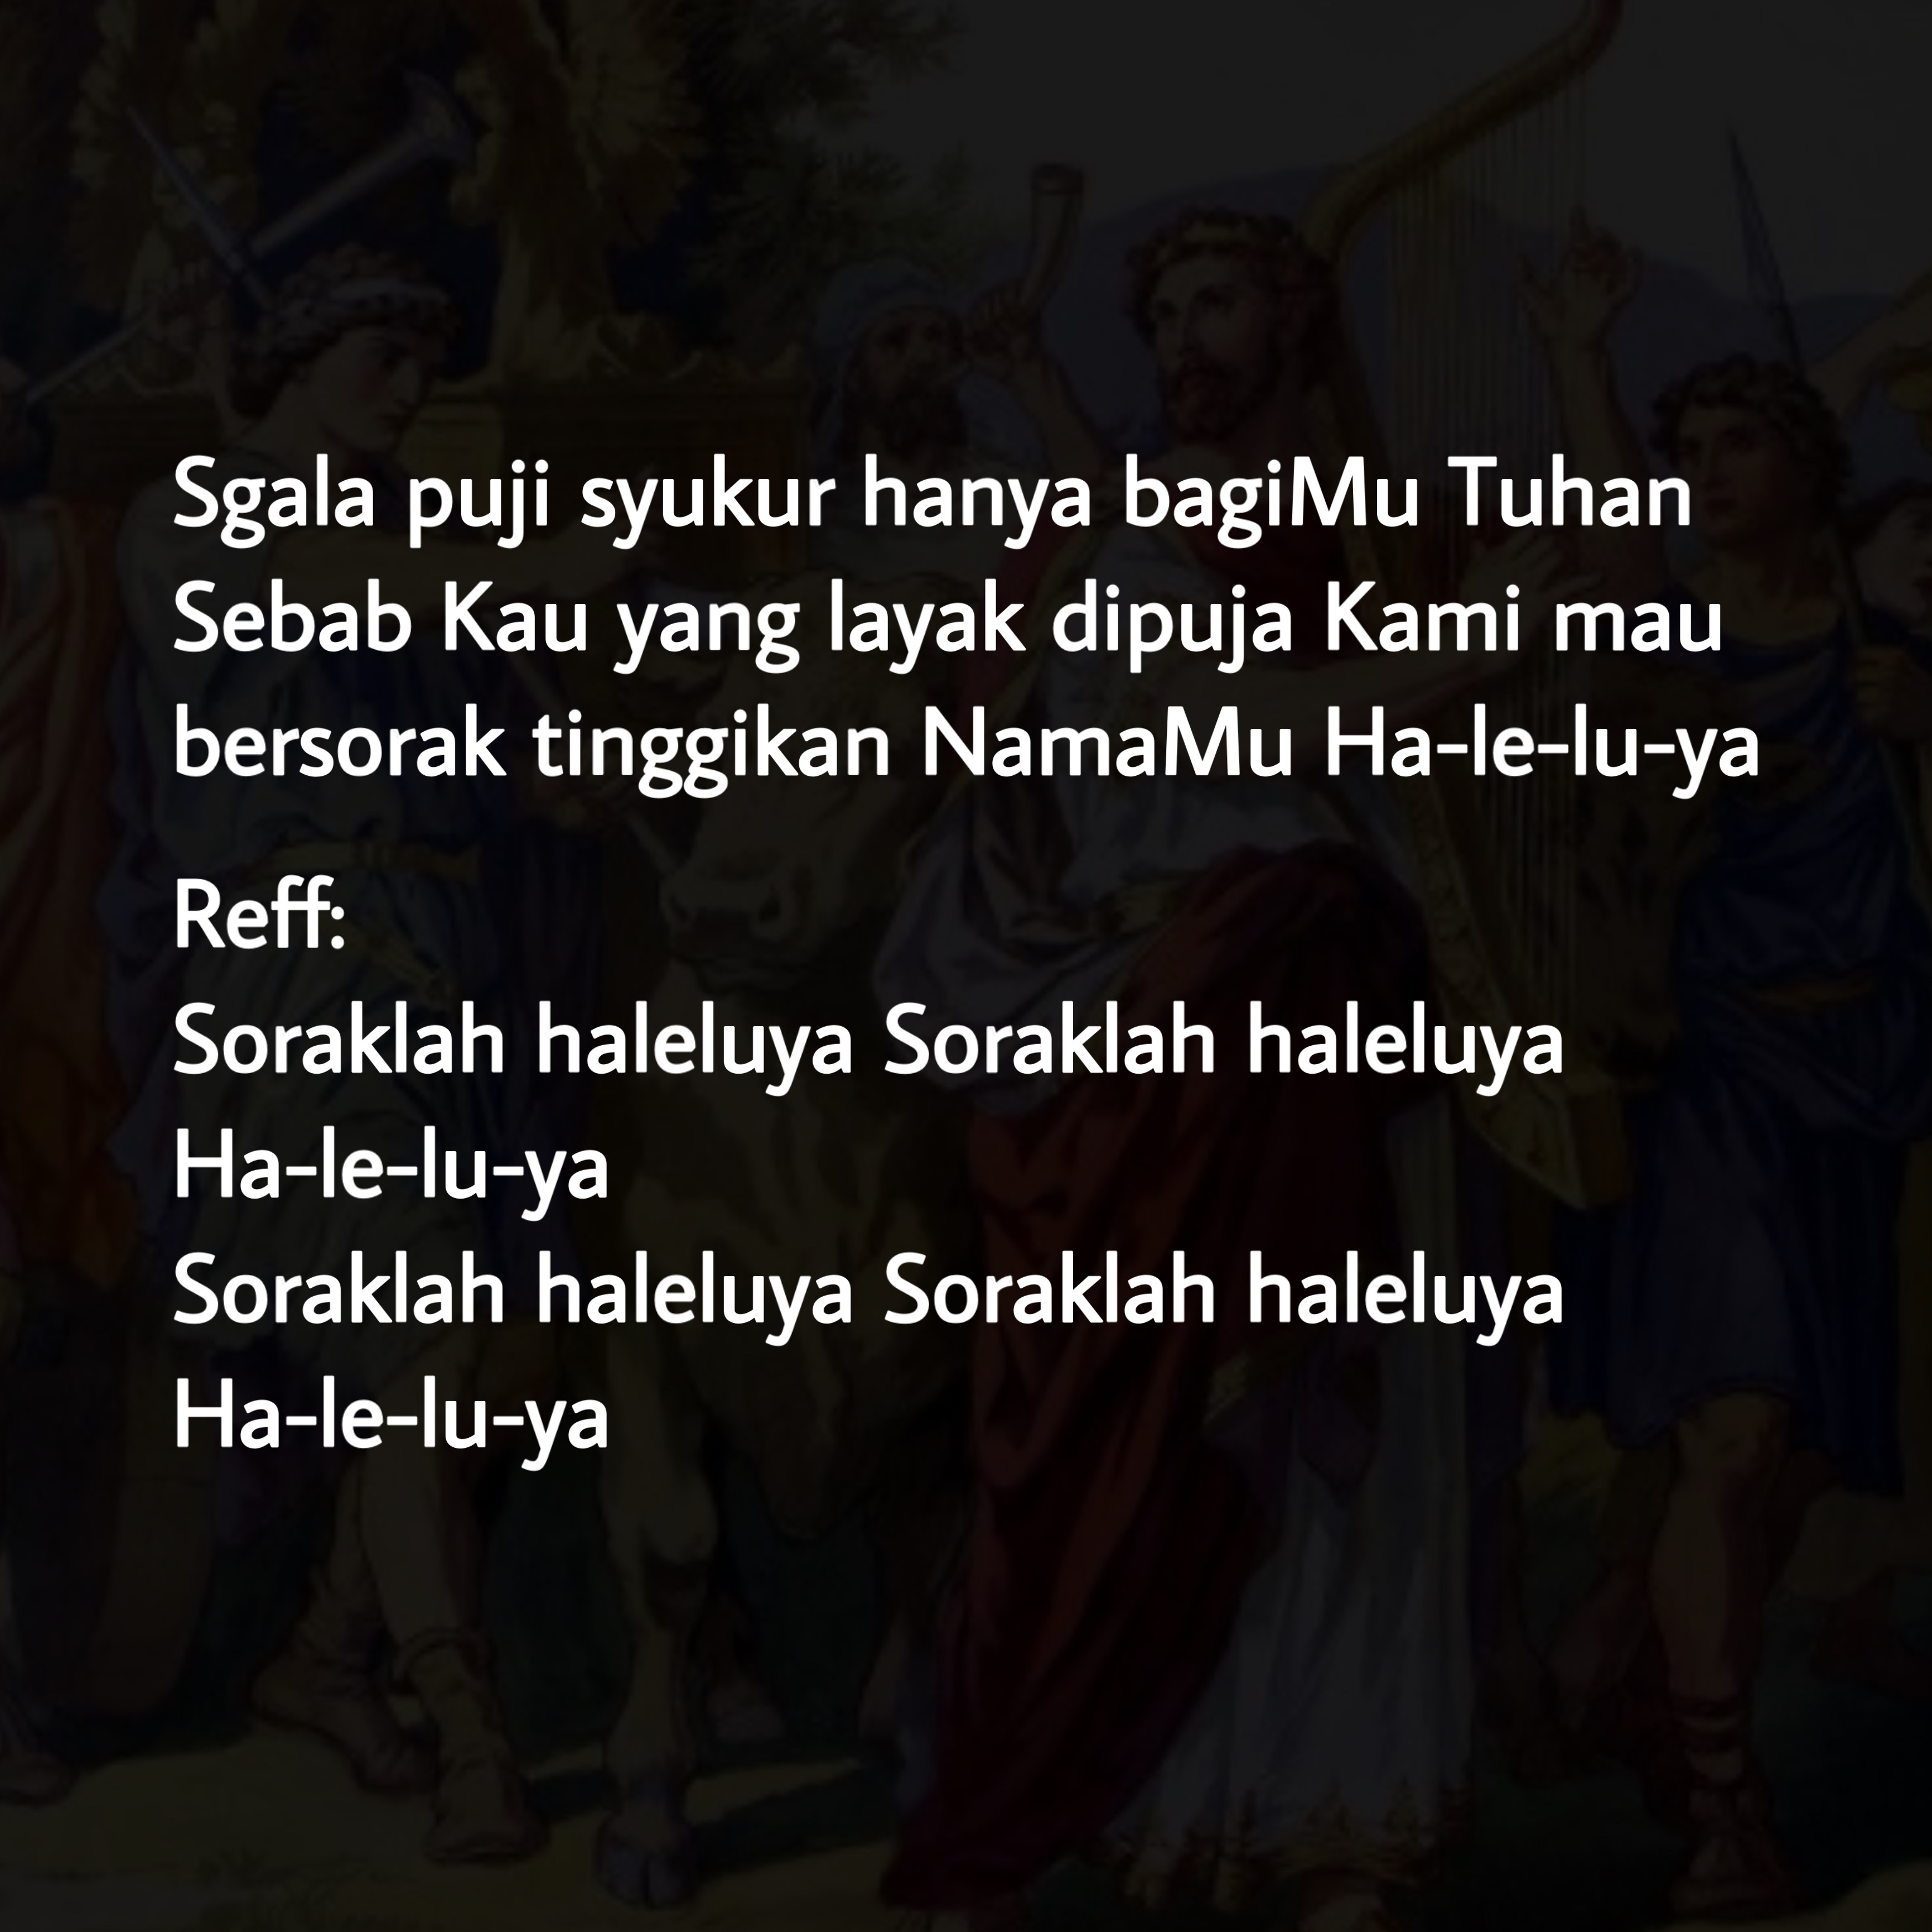 Sgala puji syukur hanya bagiMu Tuhan
Sebab Kau yang layak dipuja Kami mau
bersorak tinggikan NamaMu Ha-le-lu-ya
Reff:
Soraklah haleluya Soraklah haleluya
Ha-le-lu-ya
Soraklah haleluya Soraklah haleluya
Ha-le-lu-ya